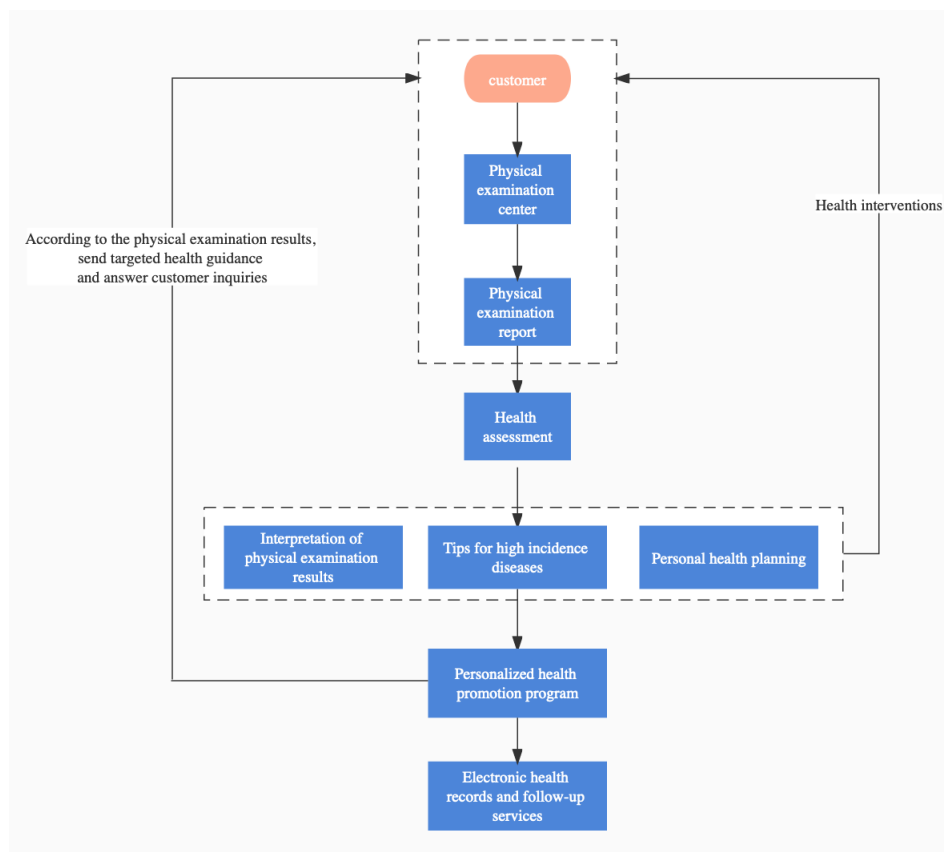 customer
Physical
examination
center
Health interventions
According to the physical examination results,
send targeted health guidance
and answer customer inquiries
Physical
examination
report
Health
assessment
Interpretation of
physical examination
results
Tips for high incidence
diseases
Personal health planning
Personalized health
promotion program
Electronic health
records and follow-up
services